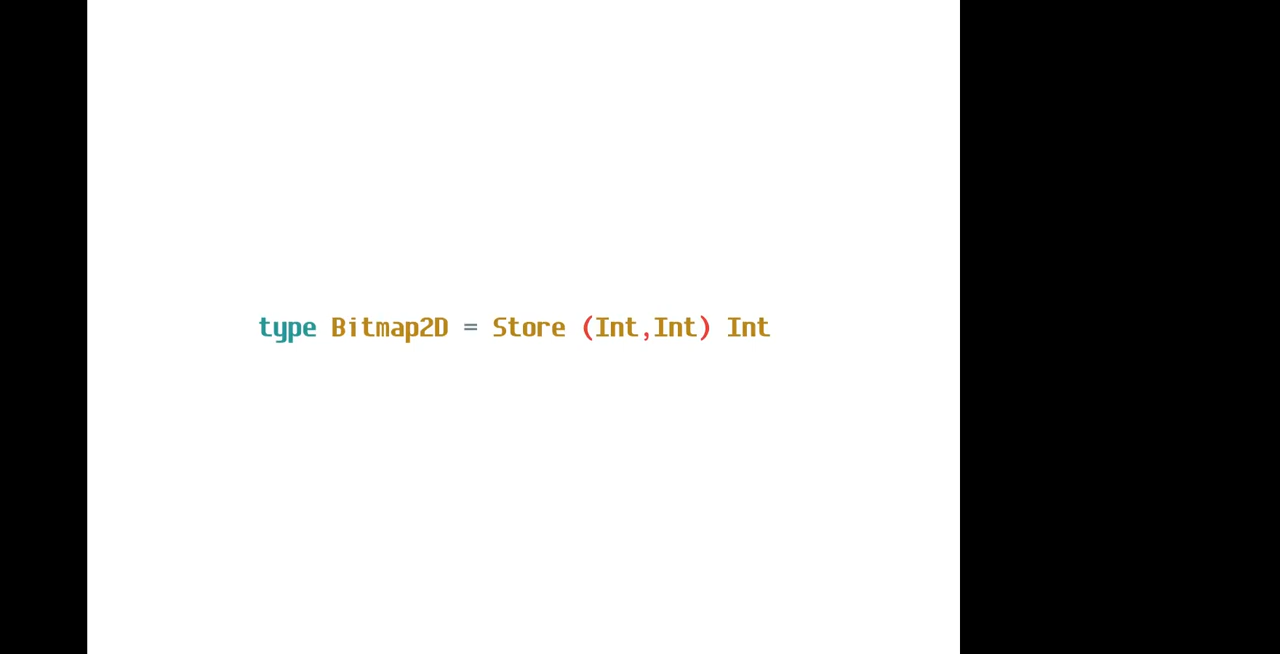 type Bitmap2D = Store (Int,Int) Int